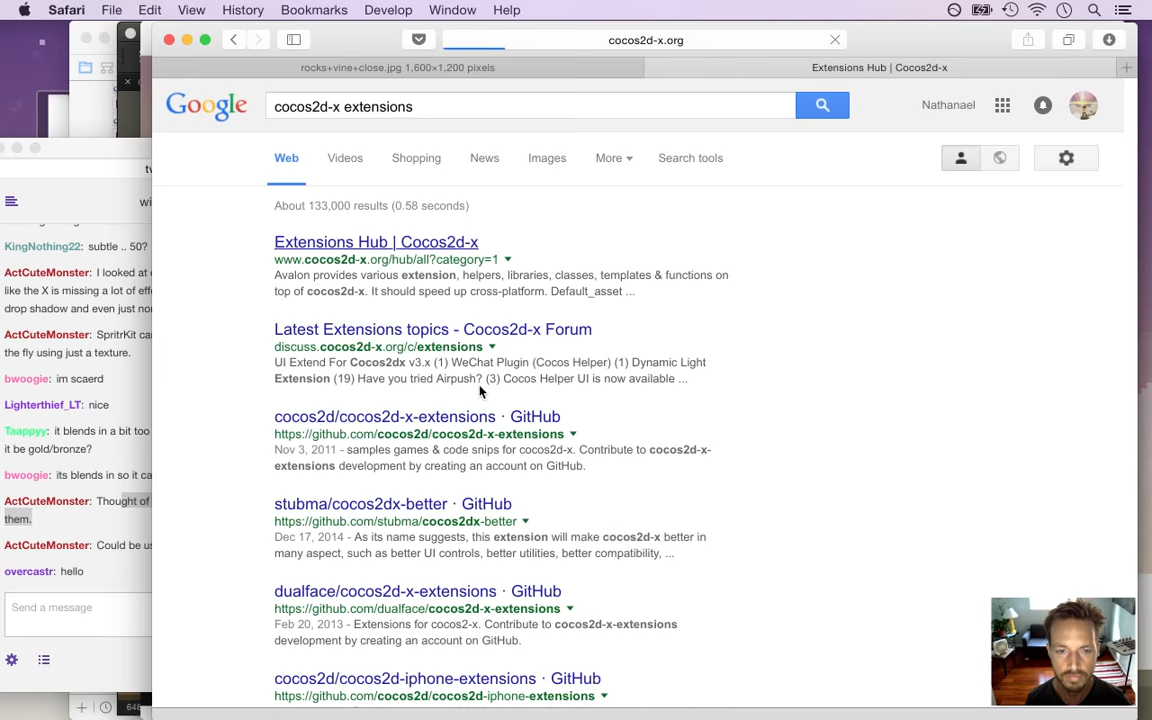 Safari File Edit View History Bookmarks Develop Window Help
cocos2d-x.org
rocks+vine+close.jpg 1,600×1,200 pixels
Extensions Hub | Cocos2d-x
Google
cocos2d-x extensions
Nathanael
Web Videos Shopping News Images More Search tools
About 133,000 results (0.58 seconds)
Extensions Hub | Cocos2d-x
www.cocos2d-x.org/hub/all?category=1
Avalon provides various extension, helpers, libraries, classes, templates & functions on
top of cocos2d-x. It should speed up cross-platform. Default_asset ...
Latest Extensions topics - Cocos2d-x Forum
discuss.cocos2d-x.org/c/extensions
UI Extend For Cocos2dx v3.x (1) WeChat Plugin (Cocos Helper) (1) Dynamic Light
Extension (19) Have you tried Airpush? (3) Cocos Helper UI is now available ...
cocos2d/cocos2d-x-extensions · GitHub
https://github.com/cocos2d/cocos2d-x-extensions
Nov 3, 2011 - samples games & code snips for cocos2d-x. Contribute to cocos2d-x-
extensions development by creating an account on GitHub.
stubma/cocos2dx-better · GitHub
https://github.com/stubma/cocos2dx-better
Dec 17, 2014 - As its name suggests, this extension will make cocos2d-x better in
many aspect, such as better UI controls, better utilities, better compatibility, ...
dualface/cocos2d-x-extensions · GitHub
https://github.com/dualface/cocos2d-x-extensions
Feb 20, 2013 - Extensions for cocos2-x. Contribute to cocos2d-x-extensions
development by creating an account on GitHub.
cocos2d/cocos2d-iphone-extensions · GitHub
https://github.com/cocos2d/cocos2d-iphone-extensions
tv
wi
KingNothing22: subtle .. 50?
ActCuteMonster: I looked at
like the X is missing a lot of
drop shadow and even just
ActCuteMonster: SpritrKit
the fly using just a texture.
bwoogie: im scaerd
Lighterthief_LT: nice
Taappyy: it blends in a bit too
it be gold/bronze?
bwoogie: its blends in so it
ActCuteMonster: Thought of
them.
ActCuteMonster: Could be
overcastr: hello
Send a message